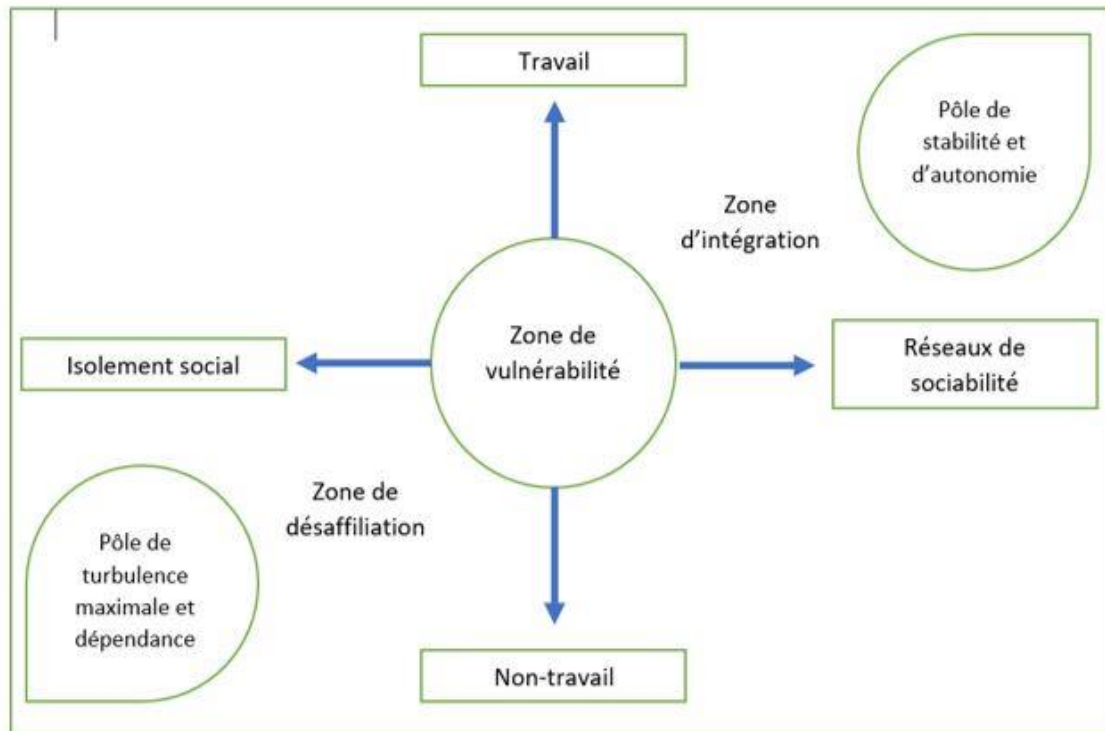 Travail
Pôle de
stabilité et
d'autonomie
Zone
d'intégration
Zone de
vulnérabilité
Isolement social
Réseaux de
sociabilité
Zone de
désaffiliation
Pôle de
turbulence
maximale et
dépendance
Non-travail